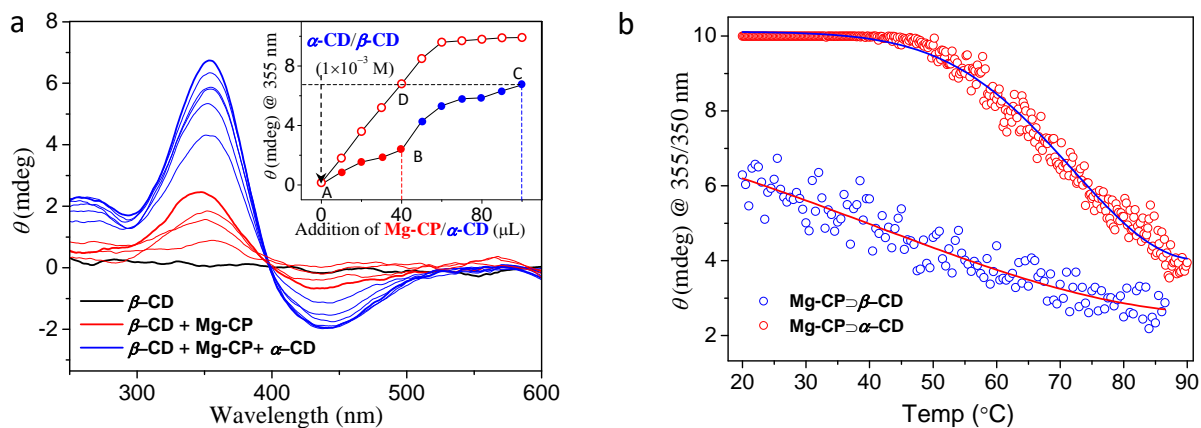 a
8
6
4
2
0
-2
θ (mdeg)
300
400
500
600
Wavelength (nm)
β–CD
β–CD + Mg-CP
β–CD + Mg-CP+ α–CD
θ (mdeg) @ 355 nm
8
4
0
0
40
80
Addition of Mg-CP/α-CD (μL)
α-CD/β-CD
(1×10⁻³ M)
A
B
C
D
b
10
8
6
4
2
θ (mdeg) @ 355/350 nm
20
30
40
50
60
70
80
90
Temp (°C)
Mg-CP⊃β–CD
Mg-CP⊃α–CD